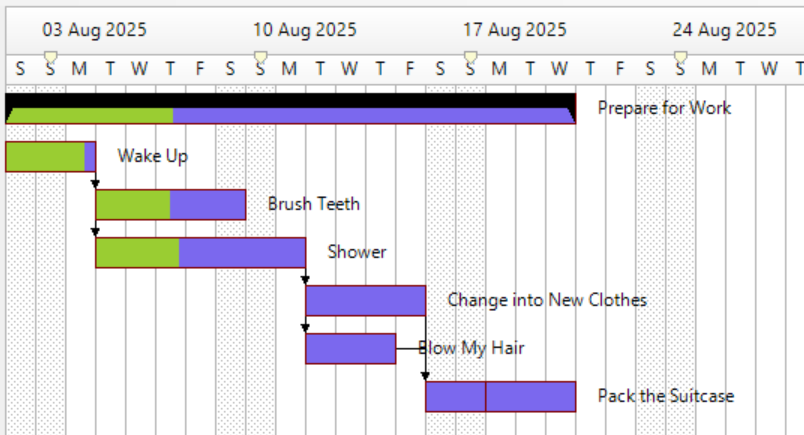 03 Aug 2025 10 Aug 2025 17 Aug 2025 24 Aug 2025
S S M T W T F S S M T W T F S S M T W T F S S M T W T
Prepare for Work
Wake Up
Brush Teeth
Shower
Change into New Clothes
Blow My Hair
Pack the Suitcase